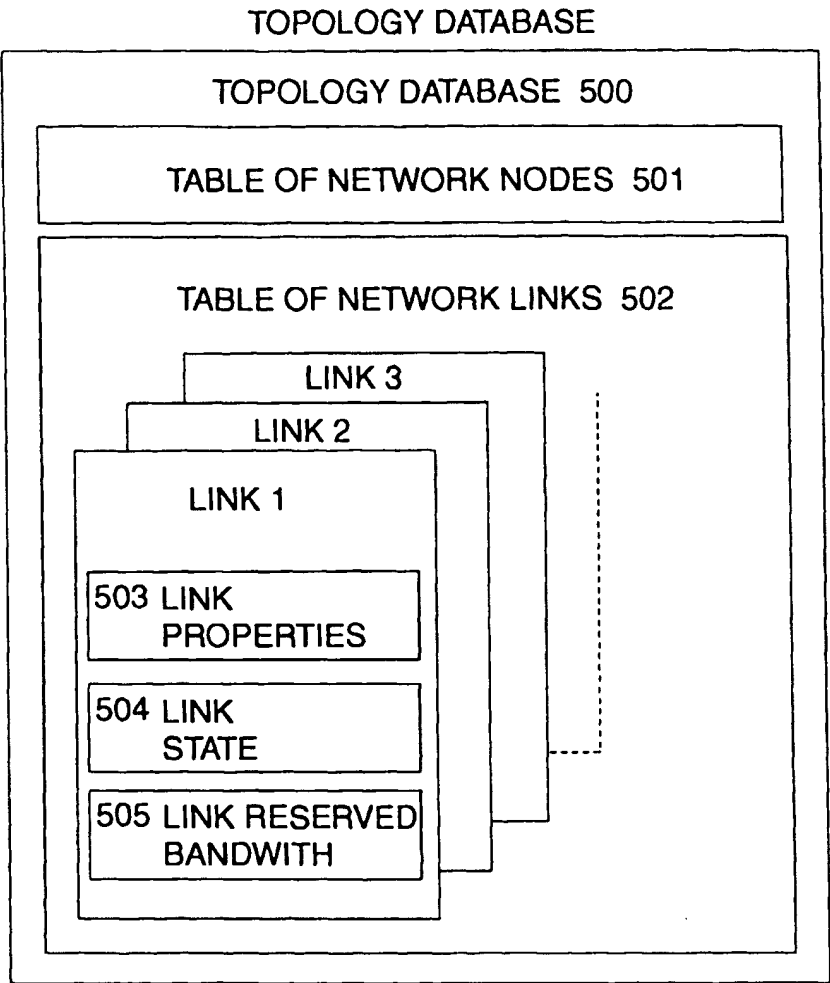 TOPOLOGY DATABASE
TOPOLOGY DATABASE 500
TABLE OF NETWORK NODES 501
TABLE OF NETWORK LINKS 502
LINK 3
LINK 2
LINK 1
503 LINK
PROPERTIES
504 LINK
STATE
505 LINK RESERVED
BANDWITH